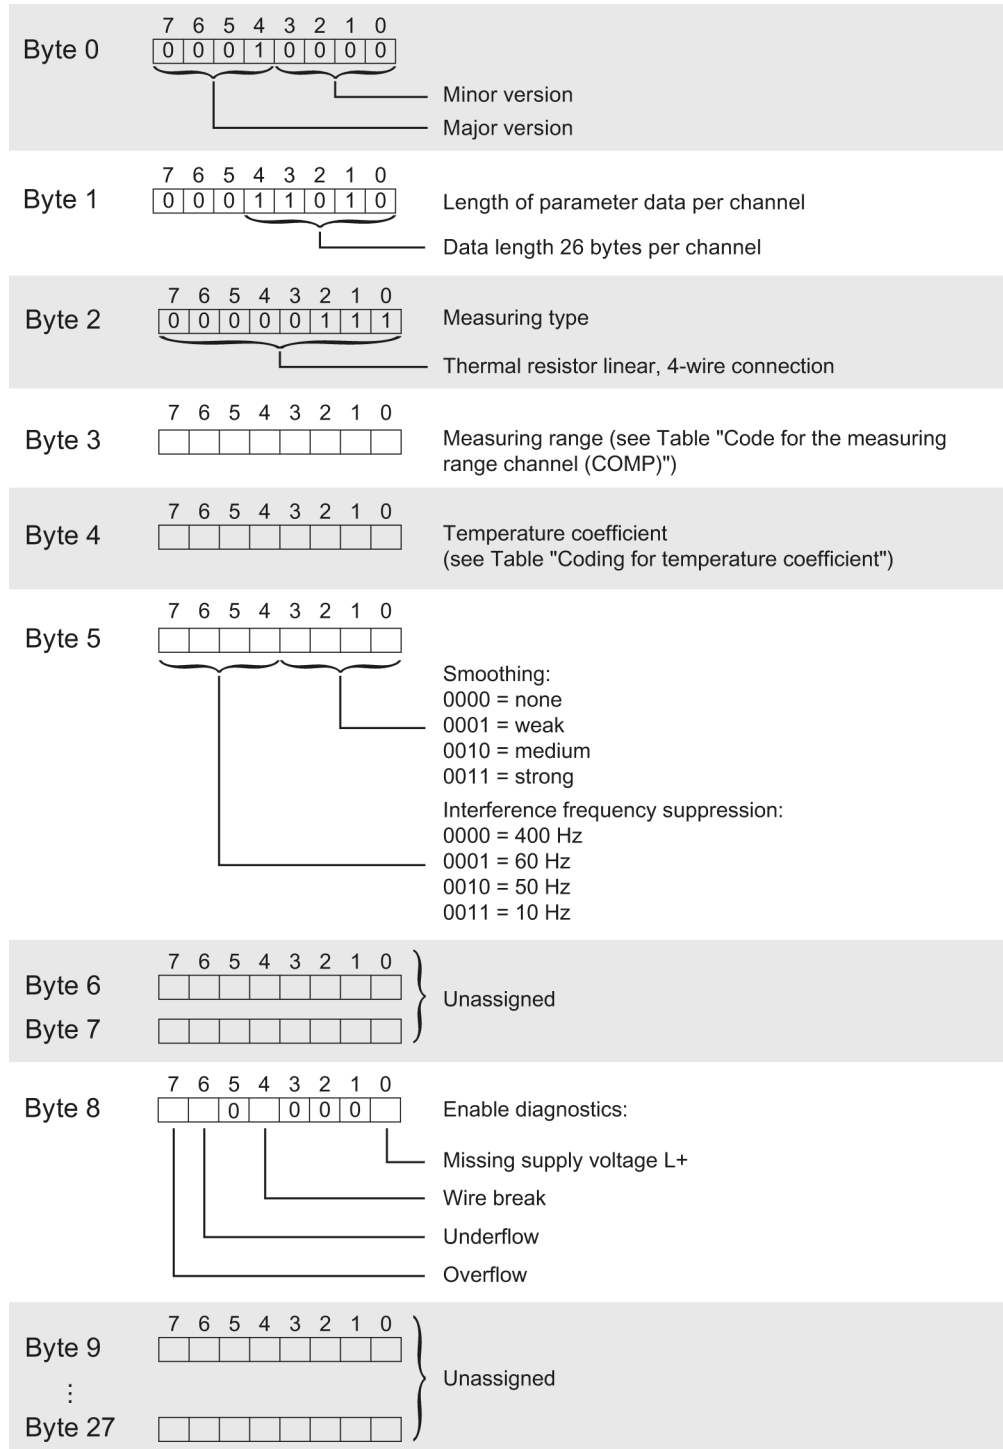 7 6 5 4 3 2 1 0
Byte 0 0 0 0 1 0 0 0 0
Minor version
Major version
7 6 5 4 3 2 1 0
Byte 1 0 0 0 1 1 0 1 0 Length of parameter data per channel
Data length 26 bytes per channel
7 6 5 4 3 2 1 0
Byte 2 0 0 0 0 0 1 1 1 Measuring type
Thermal resistor linear, 4-wire connection
7 6 5 4 3 2 1 0
Byte 3 Measuring range (see Table "Code for the measuring
range channel (COMP)")
7 6 5 4 3 2 1 0
Byte 4 Temperature coefficient
(see Table "Coding for temperature coefficient")
7 6 5 4 3 2 1 0
Byte 5
Smoothing:
0000 = none
0001 = weak
0010 = medium
0011 = strong
Interference frequency suppression:
0000 = 400 Hz
0001 = 60 Hz
0010 = 50 Hz
0011 = 10 Hz
7 6 5 4 3 2 1 0
Byte 6
Unassigned
Byte 7
7 6 5 4 3 2 1 0
Byte 8 0 0 0 0 Enable diagnostics:
Missing supply voltage L+
Wire break
Underflow
Overflow
7 6 5 4 3 2 1 0
Byte 9
Unassigned
⋮
Byte 27